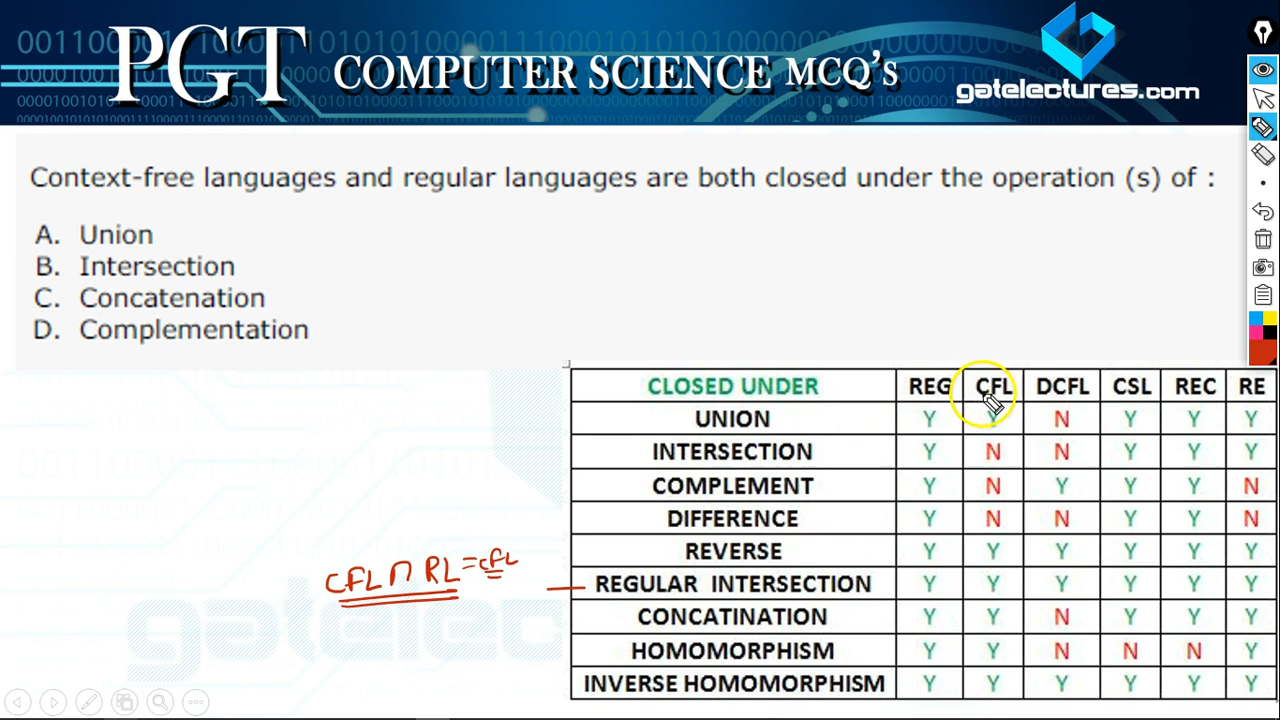 PGT COMPUTER SCIENCE MCQ's
gatelectures.com
Context-free languages and regular languages are both closed under the operation (s) of :
A. Union
B. Intersection
C. Concatenation
D. Complementation
CLOSED UNDER REG CFL DCFL CSL REC RE
UNION Y Y N Y Y Y
INTERSECTION Y N N Y Y Y
COMPLEMENT Y N Y Y Y N
DIFFERENCE Y N N Y Y N
REVERSE Y Y Y Y Y Y
CFL ∩ RL = CFL
REGULAR INTERSECTION Y Y Y Y Y Y
CONCATINATION Y Y N Y Y Y
HOMOMORPHISM Y Y N N N Y
INVERSE HOMOMORPHISM Y Y Y Y Y Y